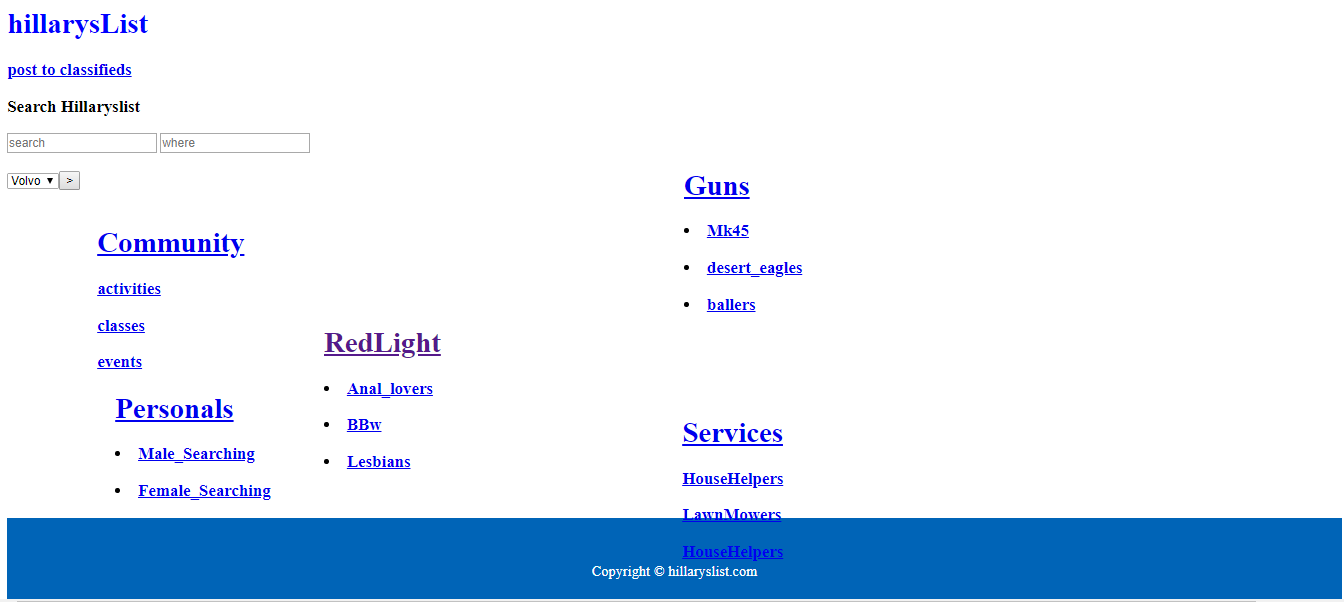 hillarysList
post to classifieds
Search Hillaryslist
search where
Volvo >
Community
activities
classes
events
Personals
Male_Searching
Female_Searching
RedLight
Anal_lovers
BBw
Lesbians
Guns
Mk45
desert_eagles
ballers
Services
HouseHelpers
LawnMowers
HouseHelpers
Copyright © hillaryslist.com